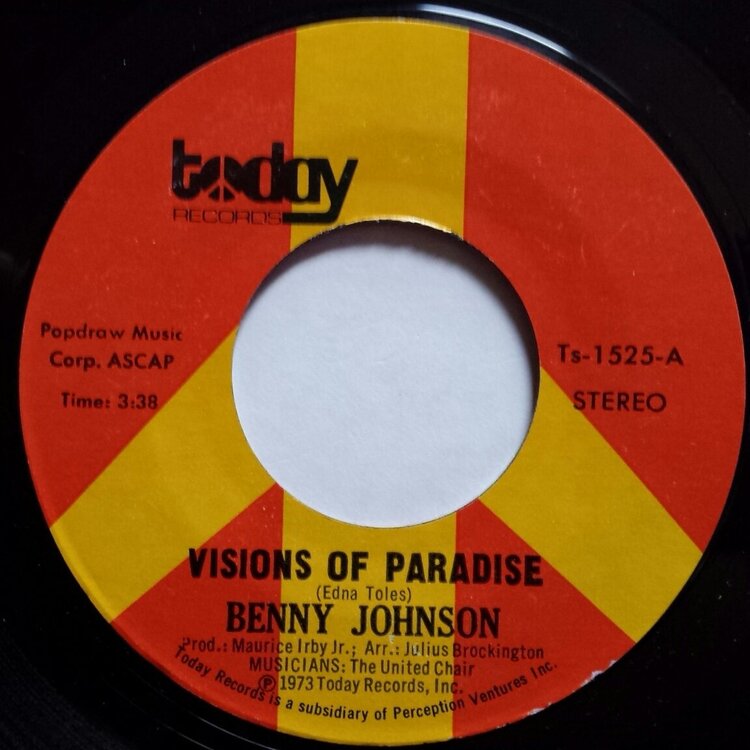 today
RECORDS
Popdraw Music
Corp. ASCAP
Time: 3:38
Ts-1525-A
STEREO
VISIONS OF PARADISE
(Edna Toles)
BENNY JOHNSON
Prod.: Maurice Irby Jr.; Arr.: Julius Brockington
MUSICIANS: The United Chair
℗ 1973 Today Records, Inc.
Today Records is a subsidiary of Perception Ventures Inc.